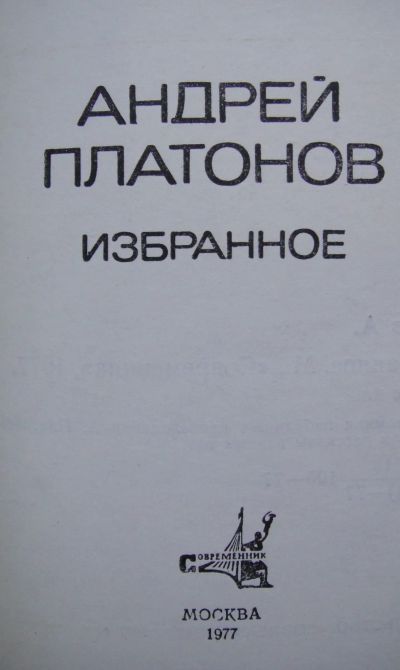 АНДРЕЙ
ПЛАТОНОВ
ИЗБРАННОЕ
СОВРЕМЕННИК
МОСКВА
1977